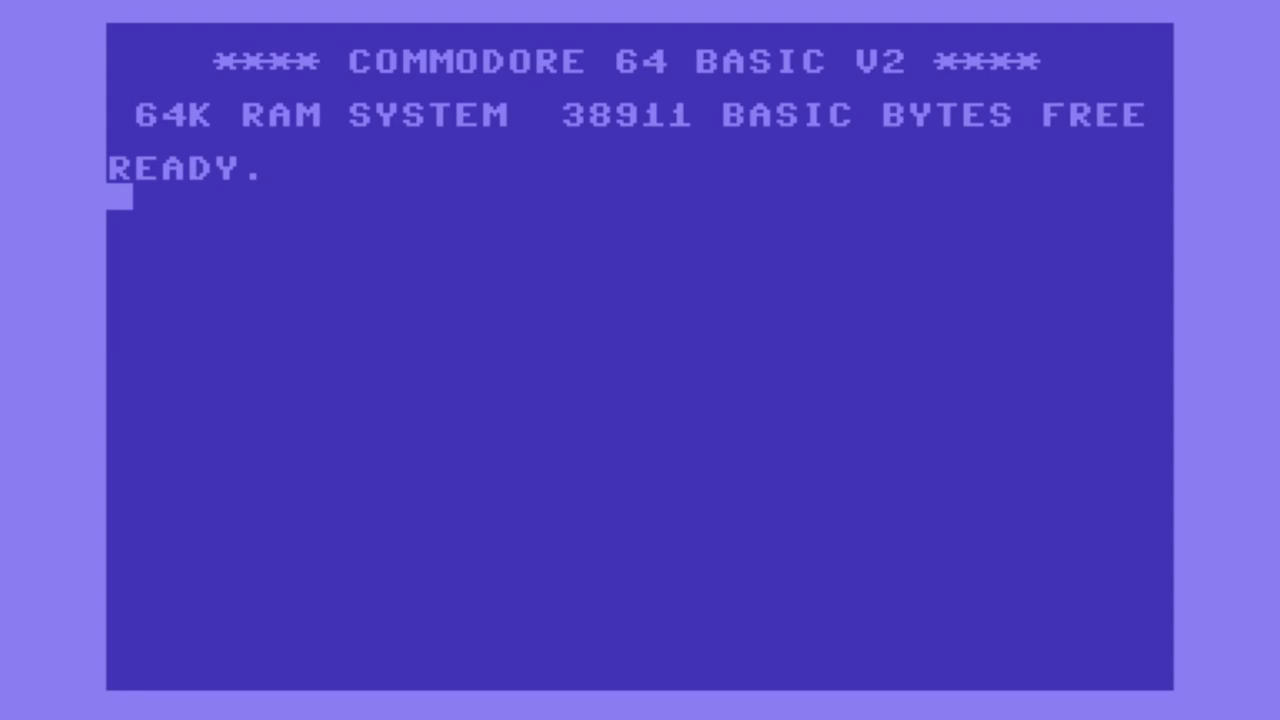 **** COMMODORE 64 BASIC V2 ****
64K RAM SYSTEM  38911 BASIC BYTES FREE
READY.